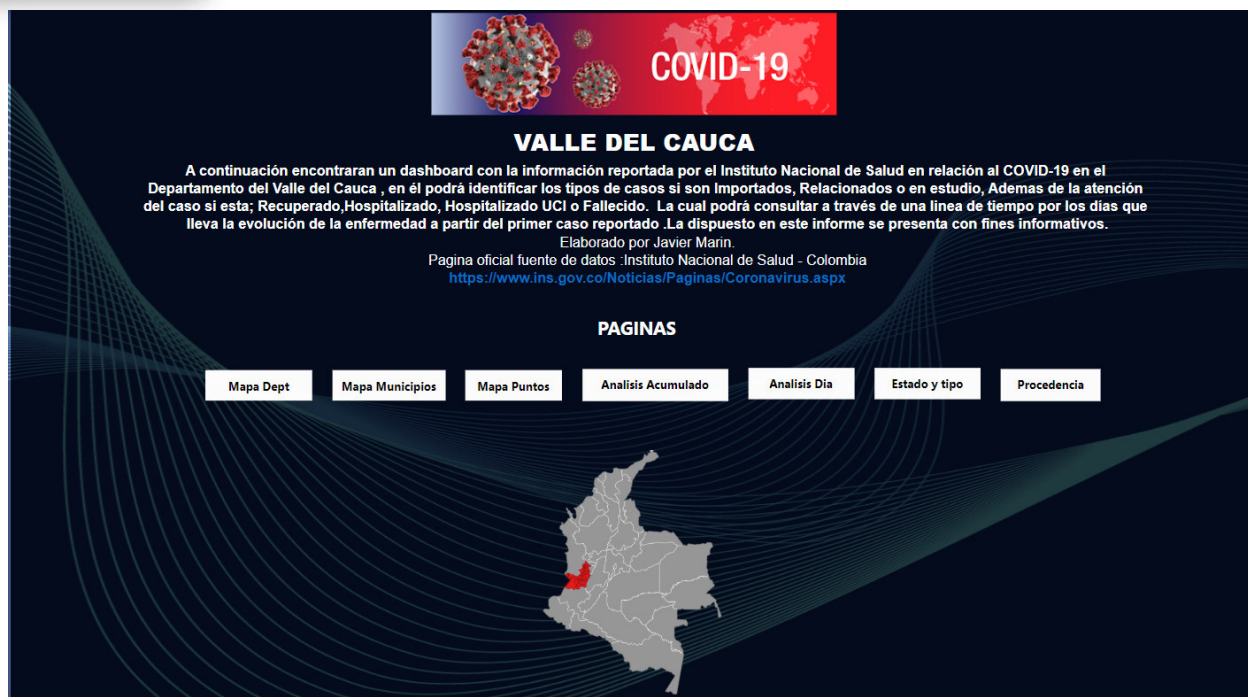 COVID-19
VALLE DEL CAUCA
A continuación encontraran un dashboard con la información reportada por el Instituto Nacional de Salud en relación al COVID-19 en el
Departamento del Valle del Cauca , en él podrá identificar los tipos de casos si son Importados, Relacionados o en estudio, Ademas de la atención
del caso si esta; Recuperado,Hospitalizado, Hospitalizado UCI o Fallecido.  La cual podrá consultar a través de una linea de tiempo por los días que
lleva la evolución de la enfermedad a partir del primer caso reportado .La dispuesto en este informe se presenta con fines informativos.
Elaborado por Javier Marin.
Pagina oficial fuente de datos :Instituto Nacional de Salud - Colombia
https://www.ins.gov.co/Noticias/Paginas/Coronavirus.aspx
PAGINAS
Mapa Dept
Mapa Municipios
Mapa Puntos
Analisis Acumulado
Analisis Dia
Estado y tipo
Procedencia